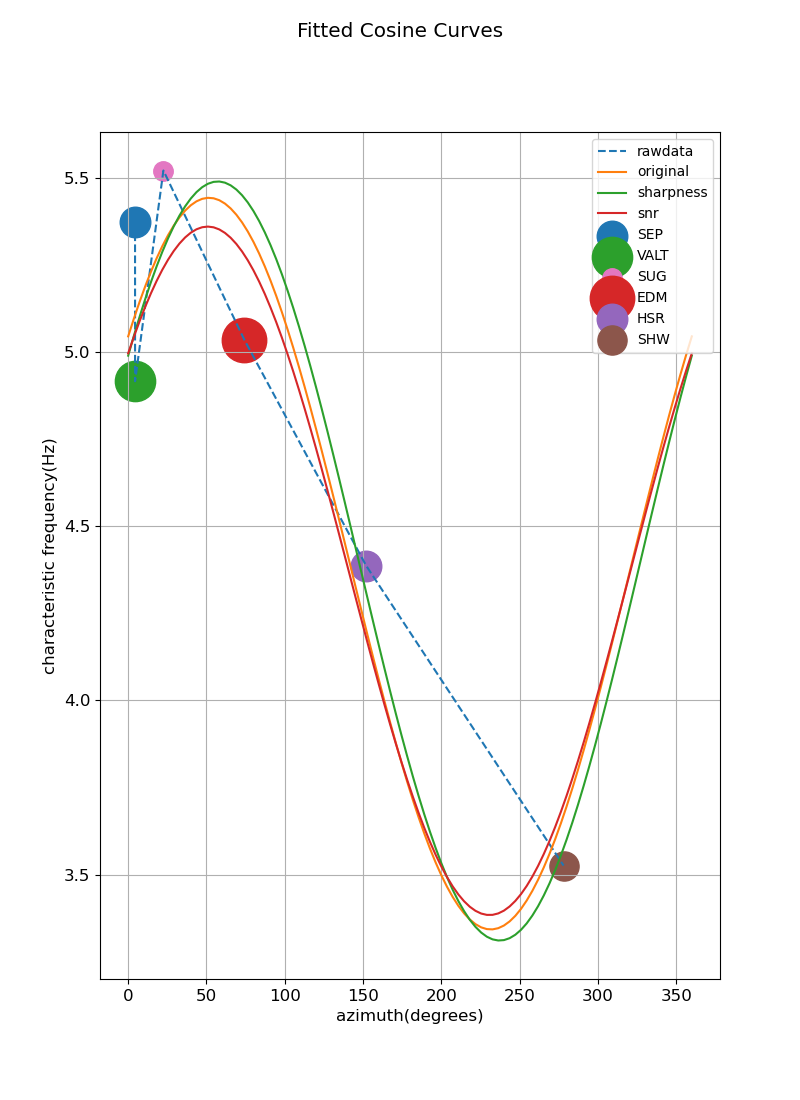 Fitted Cosine Curves
rawdata
original
sharpness
snr
SEP
VALT
SUG
EDM
HSR
SHW
5.5
5.0
4.5
4.0
3.5
characteristic frequency(Hz)
0 50 100 150 200 250 300 350
azimuth(degrees)